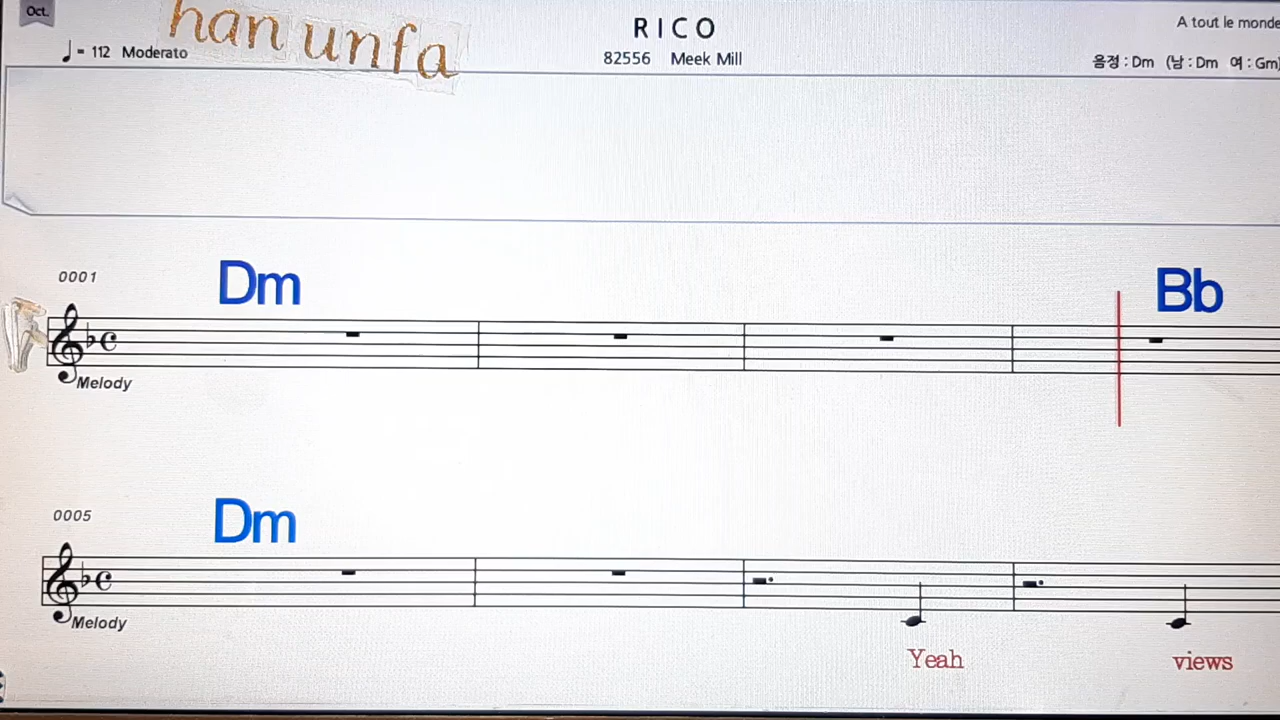 Oct.
han unfa
RICO
A tout le monde
♩ = 112 Moderato
82556 Meek Mill
음정 : Dm (남 : Dm 여 : Gm)
0001
Dm
Bb
Melody
0005
Dm
Melody
Yeah
views